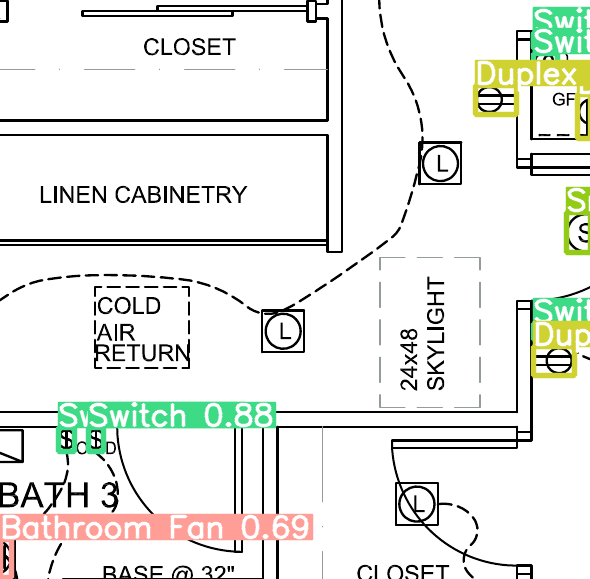 Swit
CLOSET
Swit
Duplex
GF
L
LINEN CABINETRY
S
24x48
SKYLIGHT
COLD
AIR
RETURN
L
Swit
Dup
Switch 0.88
BATH 3
L
Bathroom Fan 0.69
BASE @ 32"
CLOSET